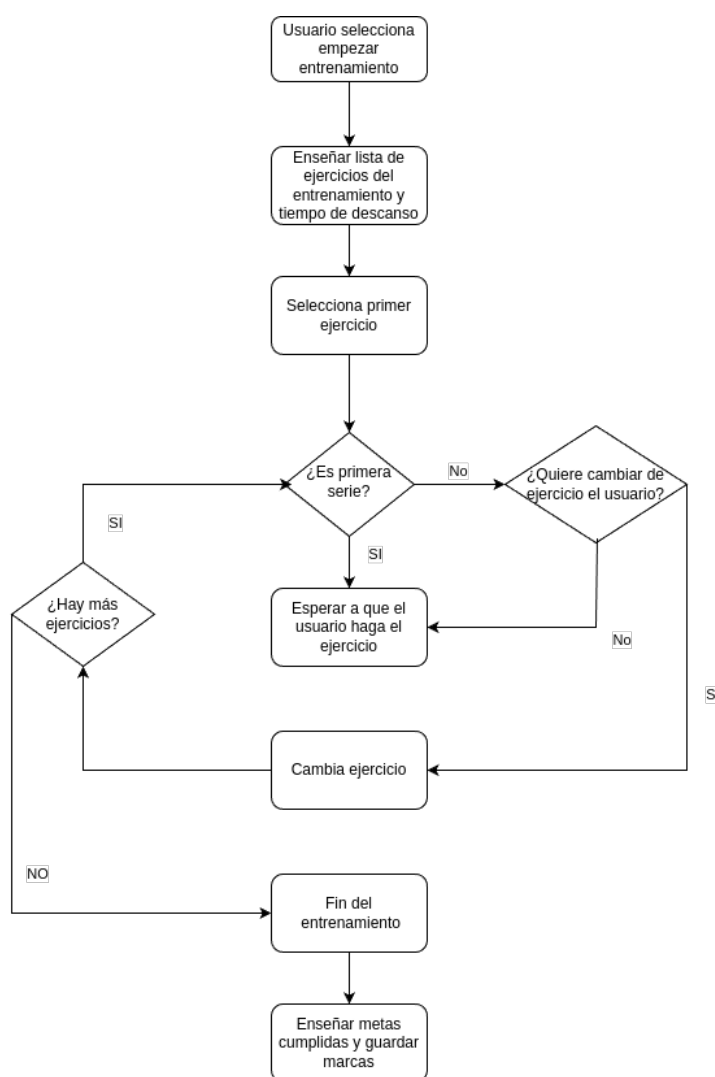 Usuario selecciona
empezar
entrenamiento
Enseñar lista de
ejercicios del
entrenamiento y
tiempo de descanso
Selecciona primer
ejercicio
¿Es primera
serie?
No
¿Quiere cambiar de
ejercicio el usuario?
SI
SI
¿Hay más
ejercicios?
Esperar a que el
usuario haga el
ejercicio
No
S
Cambia ejercicio
NO
Fin del
entrenamiento
Enseñar metas
cumplidas y guardar
marcas